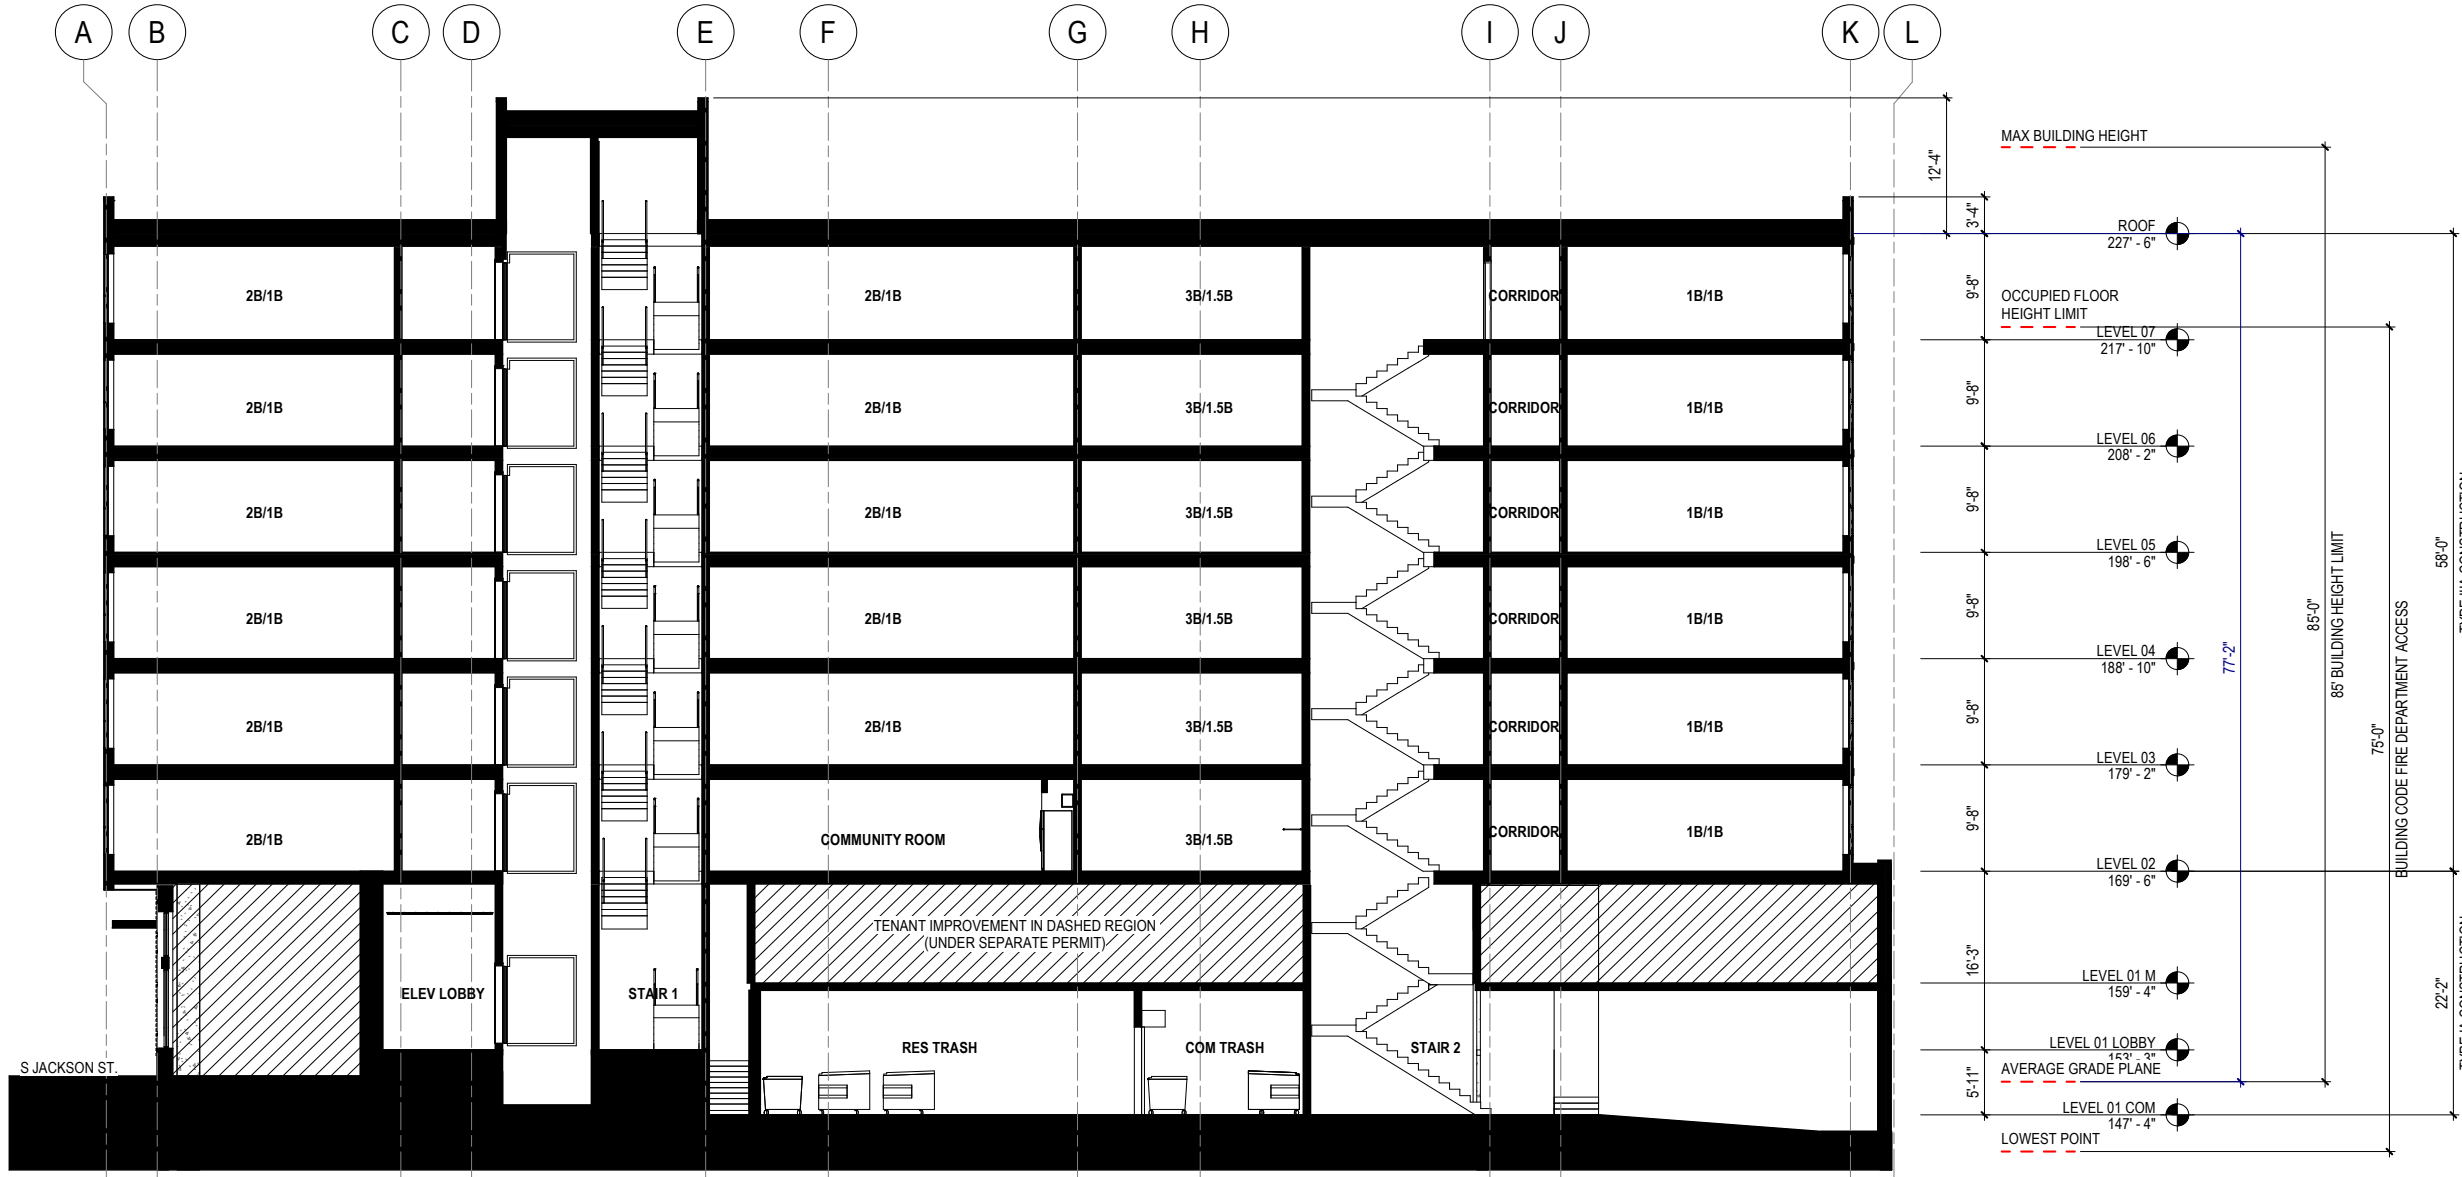 A B C D E F G H I J K L
MAX BUILDING HEIGHT
12'-4"
3'-4"
ROOF
227' - 6"
2B/1B 2B/1B 3B/1.5B CORRIDOR 1B/1B
9'-8"
OCCUPIED FLOOR
HEIGHT LIMIT
LEVEL 07
217' - 10"
2B/1B 2B/1B 3B/1.5B CORRIDOR 1B/1B
9'-8"
LEVEL 06
208' - 2"
2B/1B 2B/1B 3B/1.5B CORRIDOR 1B/1B
9'-8"
LEVEL 05
198' - 6"
2B/1B 2B/1B 3B/1.5B CORRIDOR 1B/1B
9'-8"
LEVEL 04
188' - 10"
2B/1B 2B/1B 3B/1.5B CORRIDOR 1B/1B
9'-8"
LEVEL 03
179' - 2"
2B/1B COMMUNITY ROOM 3B/1.5B CORRIDOR 1B/1B
9'-8"
LEVEL 02
169' - 6"
TENANT IMPROVEMENT IN DASHED REGION
(UNDER SEPARATE PERMIT)
16'-3"
LEVEL 01 M
159' - 4"
ELEV LOBBY STAIR 1
RES TRASH COM TRASH STAIR 2
LEVEL 01 LOBBY
153' - 3"
S JACKSON ST.
AVERAGE GRADE PLANE
5'-11"
LEVEL 01 COM
147' - 4"
LOWEST POINT
77'-2"
85'-0"
85' BUILDING HEIGHT LIMIT
75'-0"
BUILDING CODE FIRE DEPARTMENT ACCESS
58'-0"
22'-2"